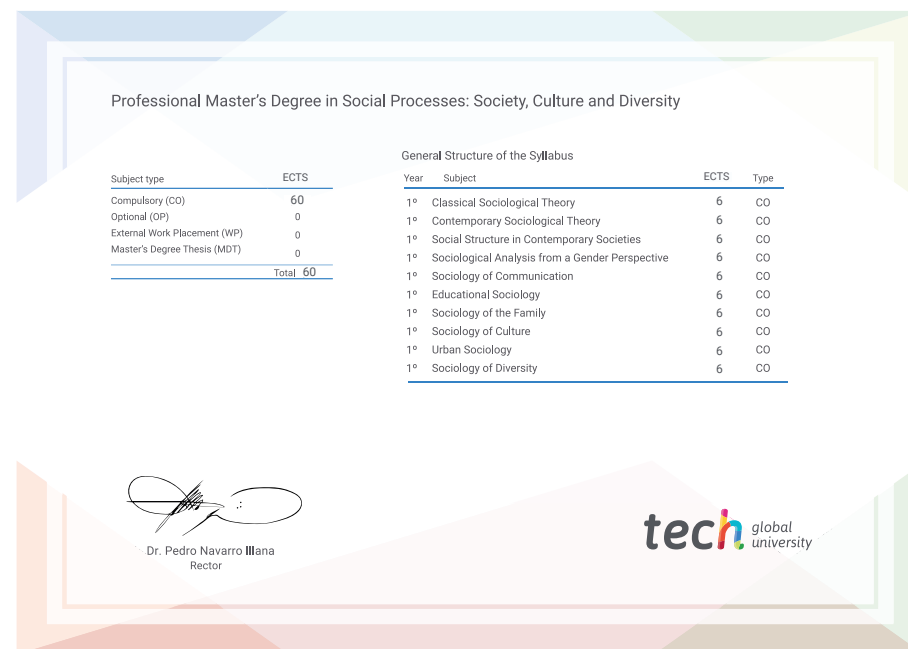 Professional Master's Degree in Social Processes: Society, Culture and Diversity
Subject type ECTS
Compulsory (CO) 60
Optional (OP) 0
External Work Placement (WP) 0
Master's Degree Thesis (MDT) 0
Total 60
General Structure of the Syllabus
Year Subject ECTS Type
1º Classical Sociological Theory 6 CO
1º Contemporary Sociological Theory 6 CO
1º Social Structure in Contemporary Societies 6 CO
1º Sociological Analysis from a Gender Perspective 6 CO
1º Sociology of Communication 6 CO
1º Educational Sociology 6 CO
1º Sociology of the Family 6 CO
1º Sociology of Culture 6 CO
1º Urban Sociology 6 CO
1º Sociology of Diversity 6 CO
Dr. Pedro Navarro Illana
Rector
tech global
university